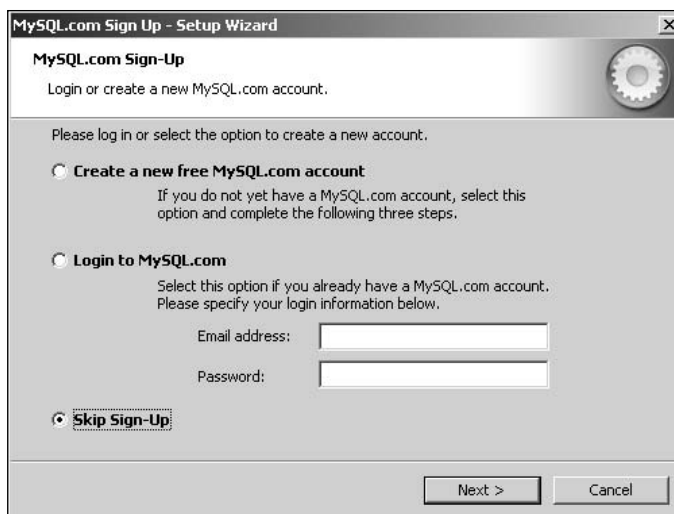 MySQL.com Sign Up - Setup Wizard
MySQL.com Sign-Up
Login or create a new MySQL.com account.
Please log in or select the option to create a new account.
Create a new free MySQL.com account
If you do not yet have a MySQL.com account, select this
option and complete the following three steps.
Login to MySQL.com
Select this option if you already have a MySQL.com account.
Please specify your login information below.
Email address:
Password:
Skip Sign-Up
Next >
Cancel